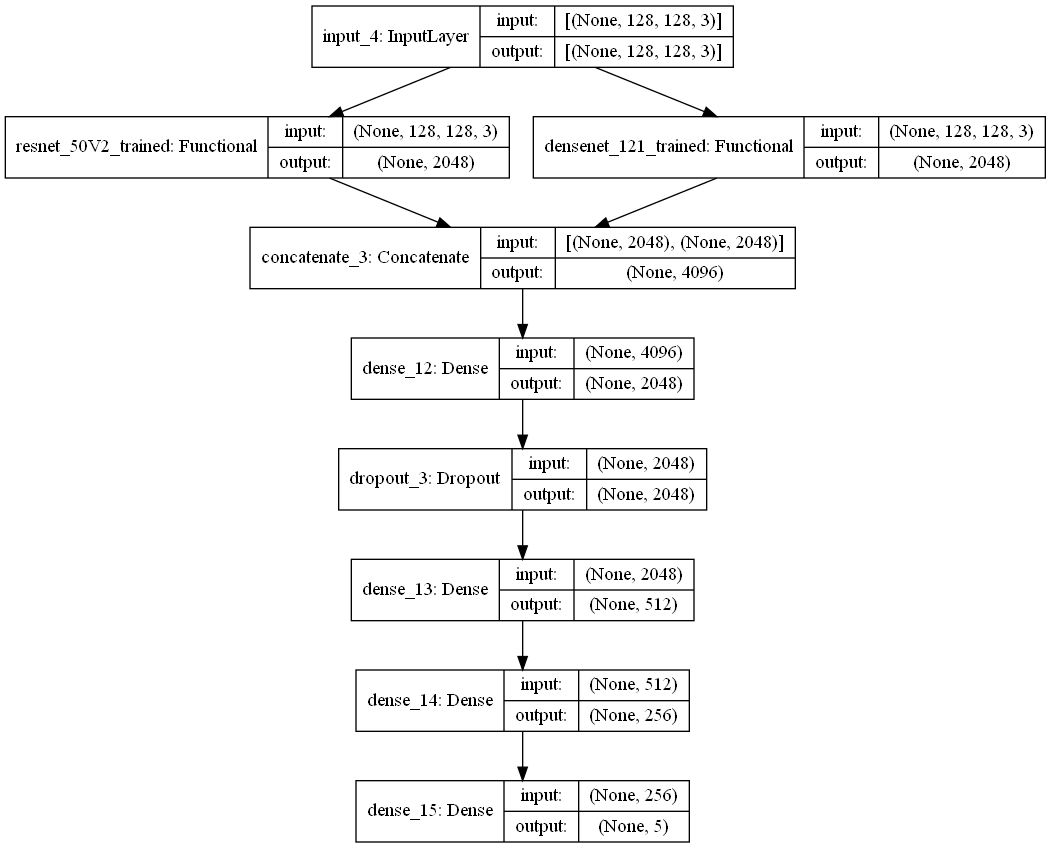 input_4: InputLayer
input: [(None, 128, 128, 3)]
output: [(None, 128, 128, 3)]
resnet_50V2_trained: Functional
input: (None, 128, 128, 3)
output: (None, 2048)
densenet_121_trained: Functional
input: (None, 128, 128, 3)
output: (None, 2048)
concatenate_3: Concatenate
input: [(None, 2048), (None, 2048)]
output: (None, 4096)
dense_12: Dense
input: (None, 4096)
output: (None, 2048)
dropout_3: Dropout
input: (None, 2048)
output: (None, 2048)
dense_13: Dense
input: (None, 2048)
output: (None, 512)
dense_14: Dense
input: (None, 512)
output: (None, 256)
dense_15: Dense
input: (None, 256)
output: (None, 5)